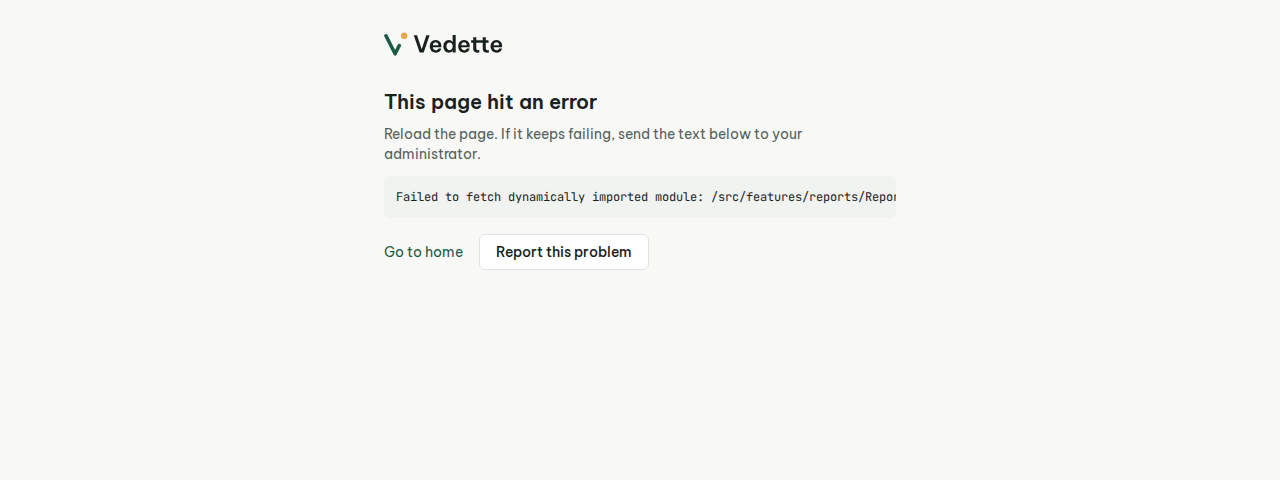 Vedette
This page hit an error
Reload the page. If it keeps failing, send the text below to your
administrator.
Failed to fetch dynamically imported module: /src/features/reports/Repor
Go to home
Report this problem